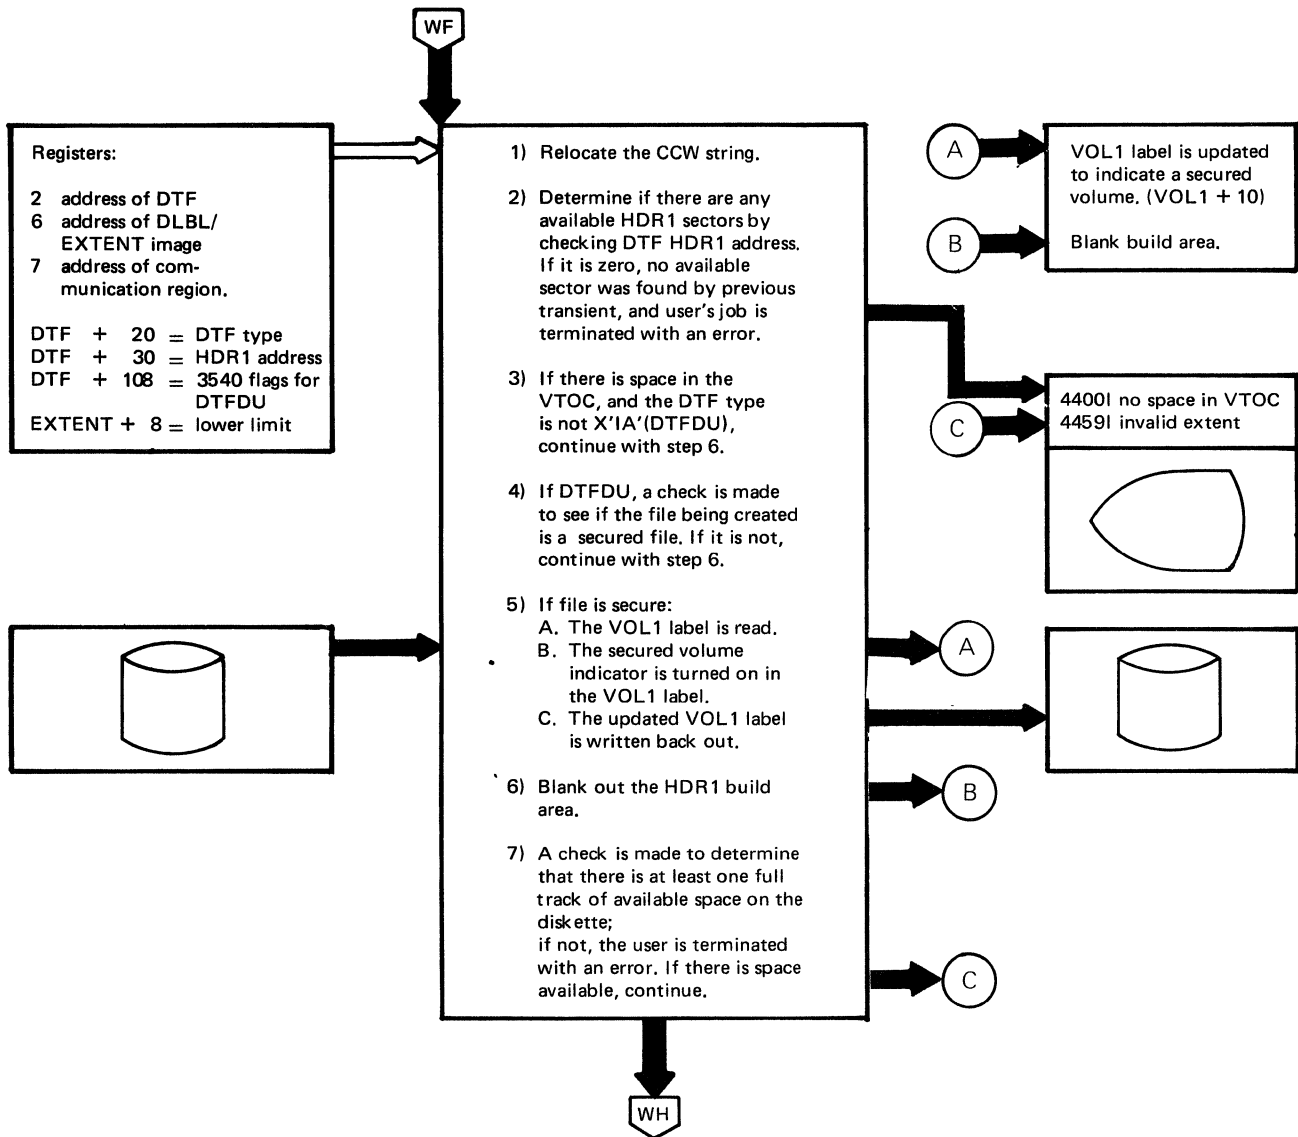 WF
Registers:
2 address of DTF
6 address of DLBL/
EXTENT image
7 address of com-
munication region.
DTF + 20 = DTF type
DTF + 30 = HDR1 address
DTF + 108 = 3540 flags for
DTFDU
EXTENT + 8 = lower limit
1) Relocate the CCW string.
2) Determine if there are any
available HDR1 sectors by
checking DTF HDR1 address.
If it is zero, no available
sector was found by previous
transient, and user's job is
terminated with an error.
3) If there is space in the
VTOC, and the DTF type
is not X'IA'(DTFDU),
continue with step 6.
4) If DTFDU, a check is made
to see if the file being created
is a secured file. If it is not,
continue with step 6.
5) If file is secure:
A. The VOL1 label is read.
B. The secured volume
indicator is turned on in
the VOL1 label.
C. The updated VOL1 label
is written back out.
6) Blank out the HDR1 build
area.
7) A check is made to determine
that there is at least one full
track of available space on the
diskette;
if not, the user is terminated
with an error. If there is space
available, continue.
A
VOL1 label is updated
to indicate a secured
volume. (VOL1 + 10)
B
Blank build area.
4400I no space in VTOC
C
4459I invalid extent
A
B
C
WH